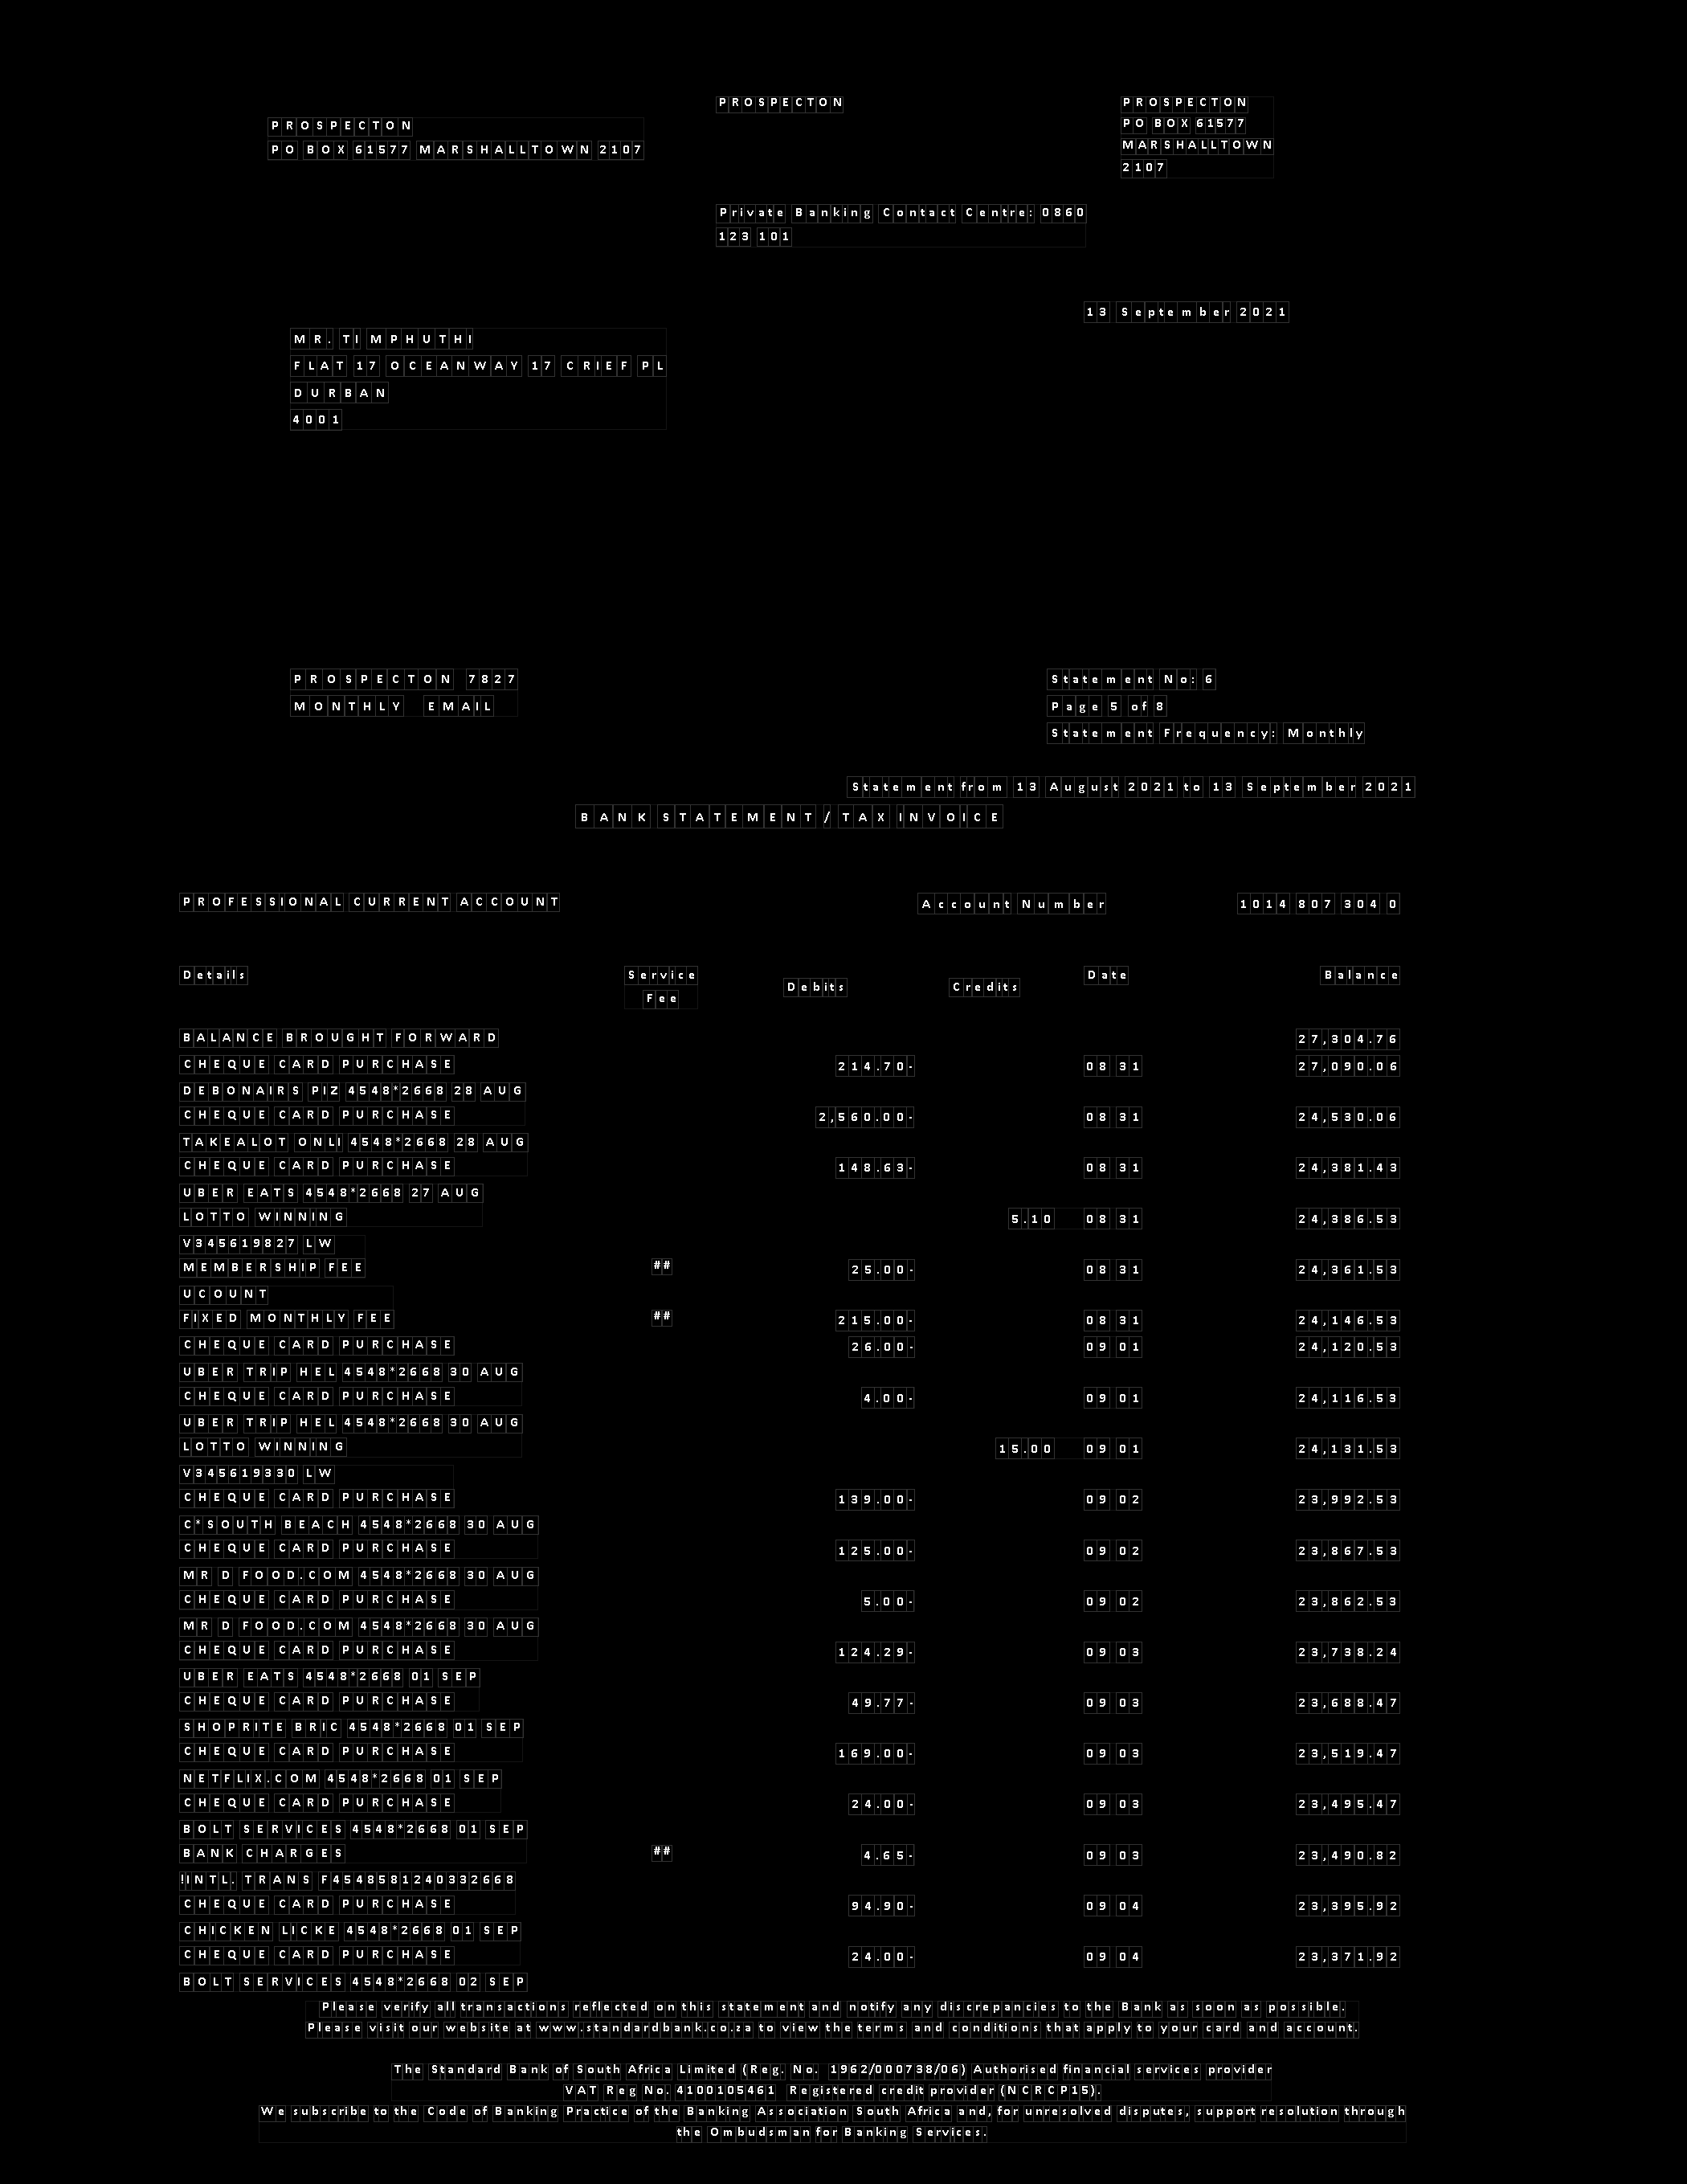 PROSPECTON
PO BOX 61577 MARSHALLTOWN 2107
PROSPECTON
PROSPECTON
PO BOX 61577
MARSHALLTOWN
2107
Private Banking Contact Centre: 0860
123 101
13 September 2021
MR. TI MPHUTHI
FLAT 17 OCEANWAY 17 CRIEF PL
DURBAN
4001
PROSPECTON 7827
MONTHLY EMAIL
Statement No: 6
Page 5 of 8
Statement Frequency: Monthly
Statement from 13 August 2021 to 13 September 2021
BANK STATEMENT / TAX INVOICE
PROFESSIONAL CURRENT ACCOUNT Account Number 1014 807 304 0
Details Service Fee Debits Credits Date Balance
BALANCE BROUGHT FORWARD 27,304.76
CHEQUE CARD PURCHASE 214.70- 08 31 27,090.06
DEBONAIRS PIZ 4548*2668 28 AUG
CHEQUE CARD PURCHASE 2,560.00- 08 31 24,530.06
TAKEALOT ONLI 4548*2668 28 AUG
CHEQUE CARD PURCHASE 148.63- 08 31 24,381.43
UBER EATS 4548*2668 27 AUG
LOTTO WINNING 5.10 08 31 24,386.53
V345619827 LW
MEMBERSHIP FEE ## 25.00- 08 31 24,361.53
UCOUNT
FIXED MONTHLY FEE ## 215.00- 08 31 24,146.53
CHEQUE CARD PURCHASE 26.00- 09 01 24,120.53
UBER TRIP HEL 4548*2668 30 AUG
CHEQUE CARD PURCHASE 4.00- 09 01 24,116.53
UBER TRIP HEL 4548*2668 30 AUG
LOTTO WINNING 15.00 09 01 24,131.53
V345619330 LW
CHEQUE CARD PURCHASE 139.00- 09 02 23,992.53
C*SOUTH BEACH 4548*2668 30 AUG
CHEQUE CARD PURCHASE 125.00- 09 02 23,867.53
MR D FOOD.COM 4548*2668 30 AUG
CHEQUE CARD PURCHASE 5.00- 09 02 23,862.53
MR D FOOD.COM 4548*2668 30 AUG
CHEQUE CARD PURCHASE 124.29- 09 03 23,738.24
UBER EATS 4548*2668 01 SEP
CHEQUE CARD PURCHASE 49.77- 09 03 23,688.47
SHOPRITE BRIC 4548*2668 01 SEP
CHEQUE CARD PURCHASE 169.00- 09 03 23,519.47
NETFLIX.COM 4548*2668 01 SEP
CHEQUE CARD PURCHASE 24.00- 09 03 23,495.47
BOLT SERVICES 4548*2668 01 SEP
BANK CHARGES ## 4.65- 09 03 23,490.82
!INTL. TRANS F4548581240332668
CHEQUE CARD PURCHASE 94.90- 09 04 23,395.92
CHICKEN LICKE 4548*2668 01 SEP
CHEQUE CARD PURCHASE 24.00- 09 04 23,371.92
BOLT SERVICES 4548*2668 02 SEP
Please verify all transactions reflected on this statement and notify any discrepancies to the Bank as soon as possible.
Please visit our website at www.standardbank.co.za to view the terms and conditions that apply to your card and account.
The Standard Bank of South Africa Limited (Reg. No. 1962/000738/06) Authorised financial services provider
VAT Reg No. 4100105461 Registered credit provider (NCRCP15).
We subscribe to the Code of Banking Practice of the Banking Association South Africa and, for unresolved disputes, support resolution through
the Ombudsman for Banking Services.